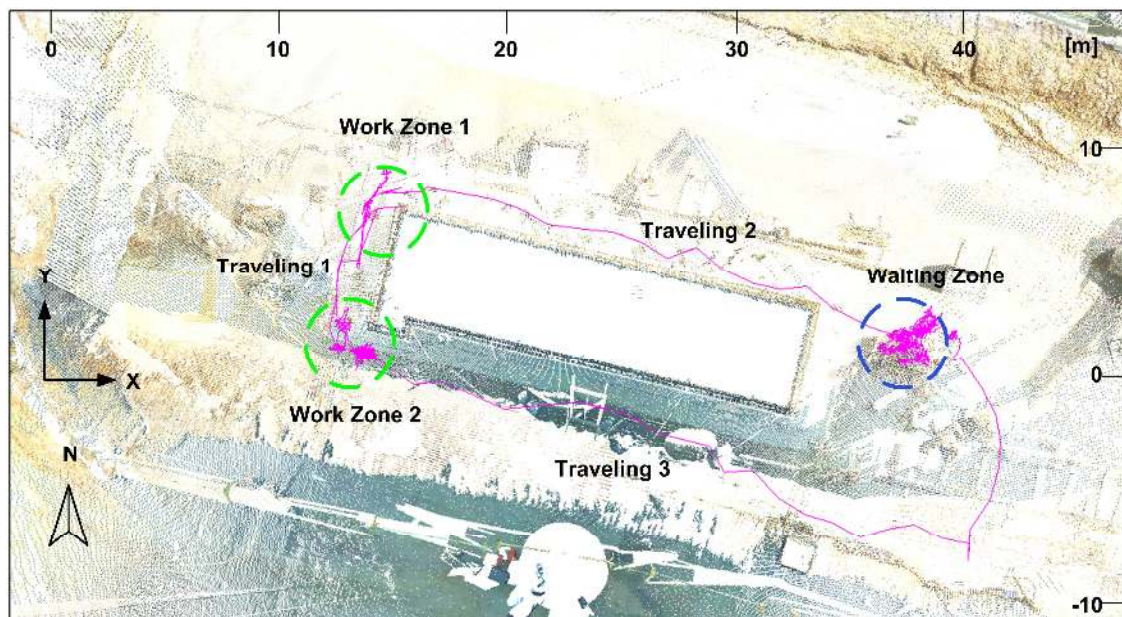 0 10 20 30 40 [m]
Work Zone 1
10
Traveling 2
Traveling 1
Waiting Zone
Y
X
0
Work Zone 2
N
Traveling 3
-10